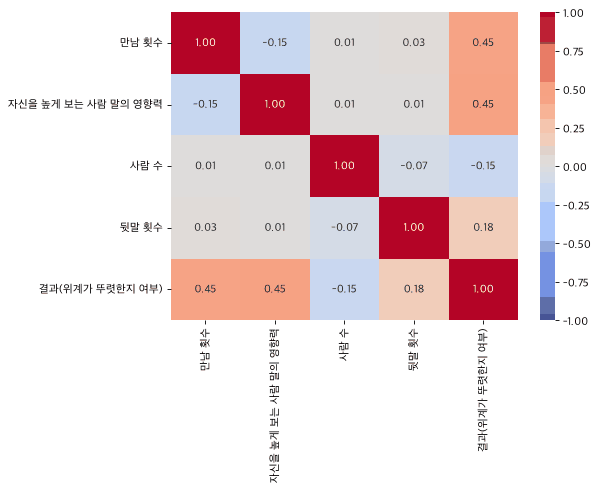 만남 횟수
1.00 -0.15 0.01 0.03 0.45
자신을 높게 보는 사람 말의 영향력
-0.15 1.00 0.01 0.01 0.45
사람 수
0.01 0.01 1.00 -0.07 -0.15
뒷말 횟수
0.03 0.01 -0.07 1.00 0.18
결과(위계가 뚜렷한지 여부)
0.45 0.45 -0.15 0.18 1.00
만남 횟수
자신을 높게 보는 사람 말의 영향력
사람 수
뒷말 횟수
결과(위계가 뚜렷한지 여부)
1.00
0.75
0.50
0.25
0.00
-0.25
-0.50
-0.75
-1.00